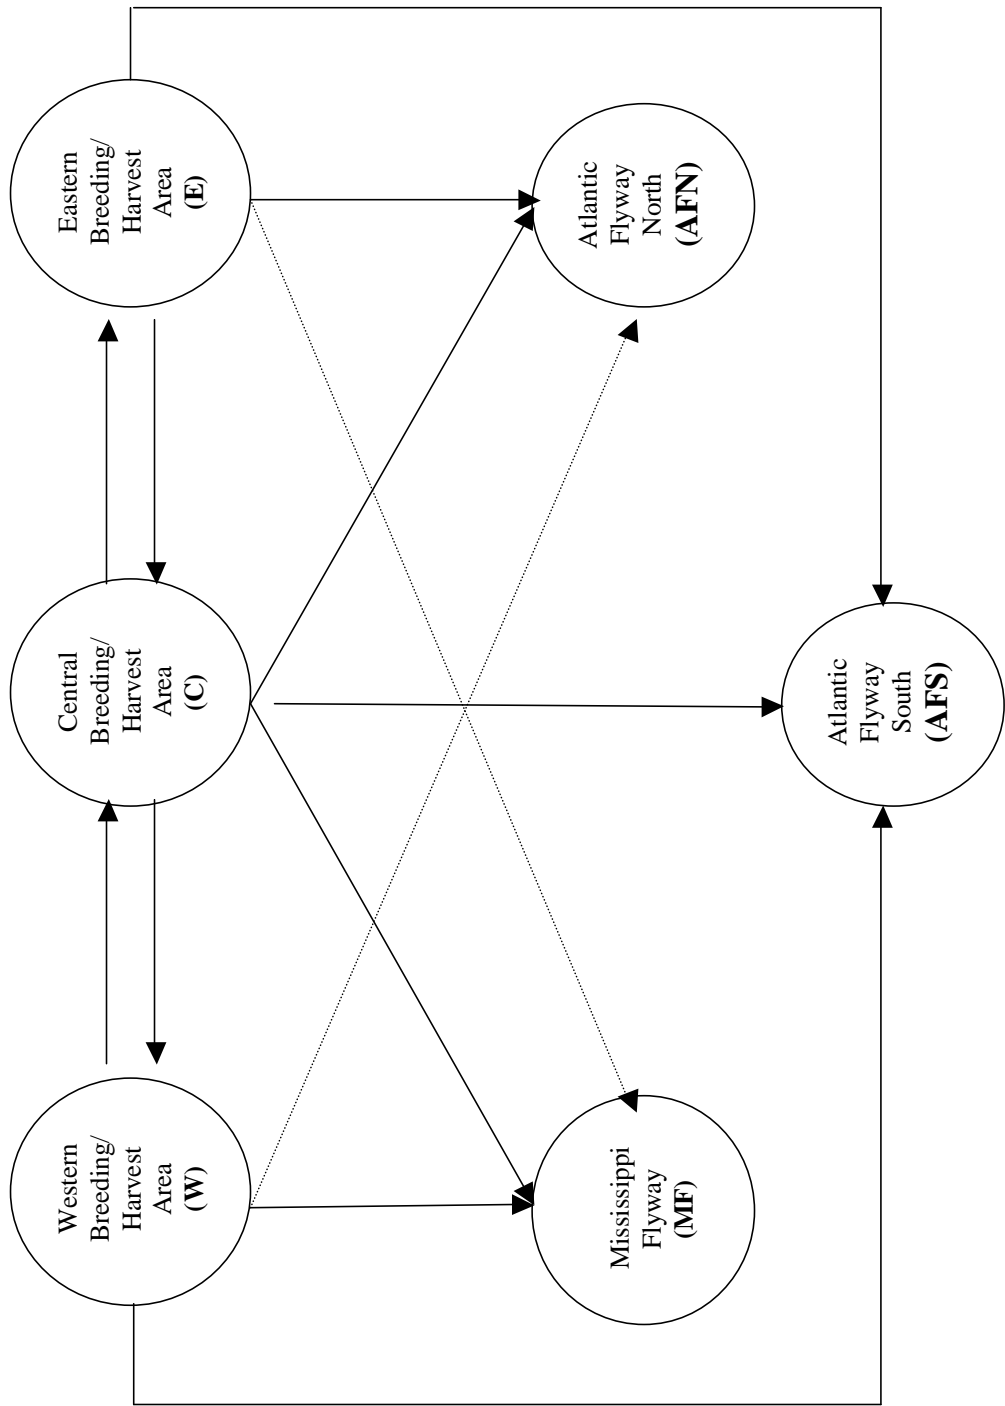 Western
Breeding/
Harvest
Area
(W)
Central
Breeding/
Harvest
Area
(C)
Eastern
Breeding/
Harvest
Area
(E)
Mississippi
Flyway
(MF)
Atlantic
Flyway
North
(AFN)
Atlantic
Flyway
South
(AFS)